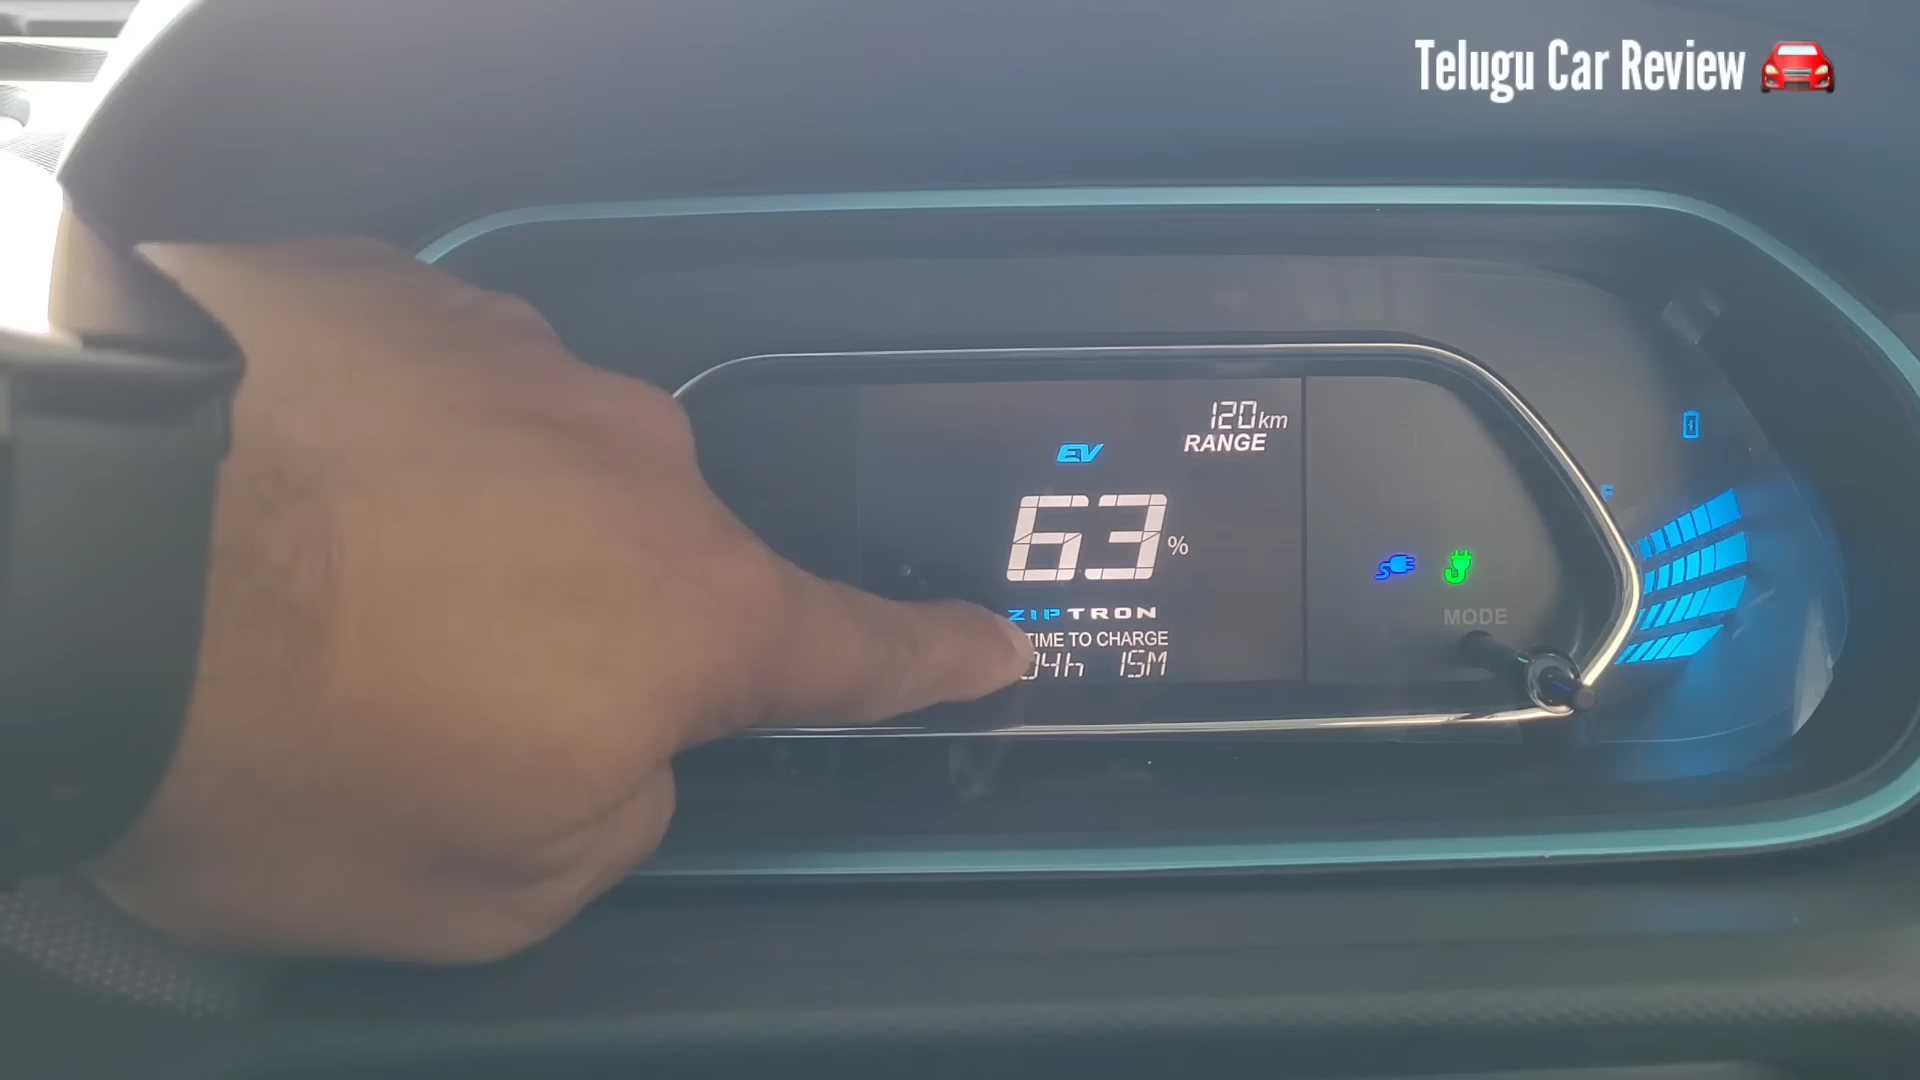 Telugu Car Review
120km
RANGE
EV
63%
ZIPTRON
TIME TO CHARGE
04h 15M
MODE
F